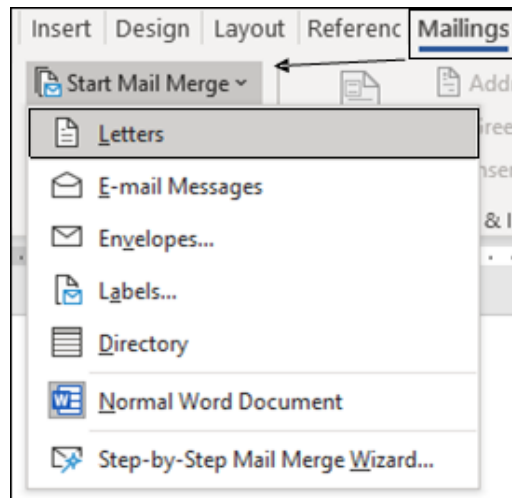 Insert Design Layout Referenc Mailings
Start Mail Merge
Letters
E-mail Messages
Envelopes...
Labels...
Directory
Normal Word Document
Step-by-Step Mail Merge Wizard...